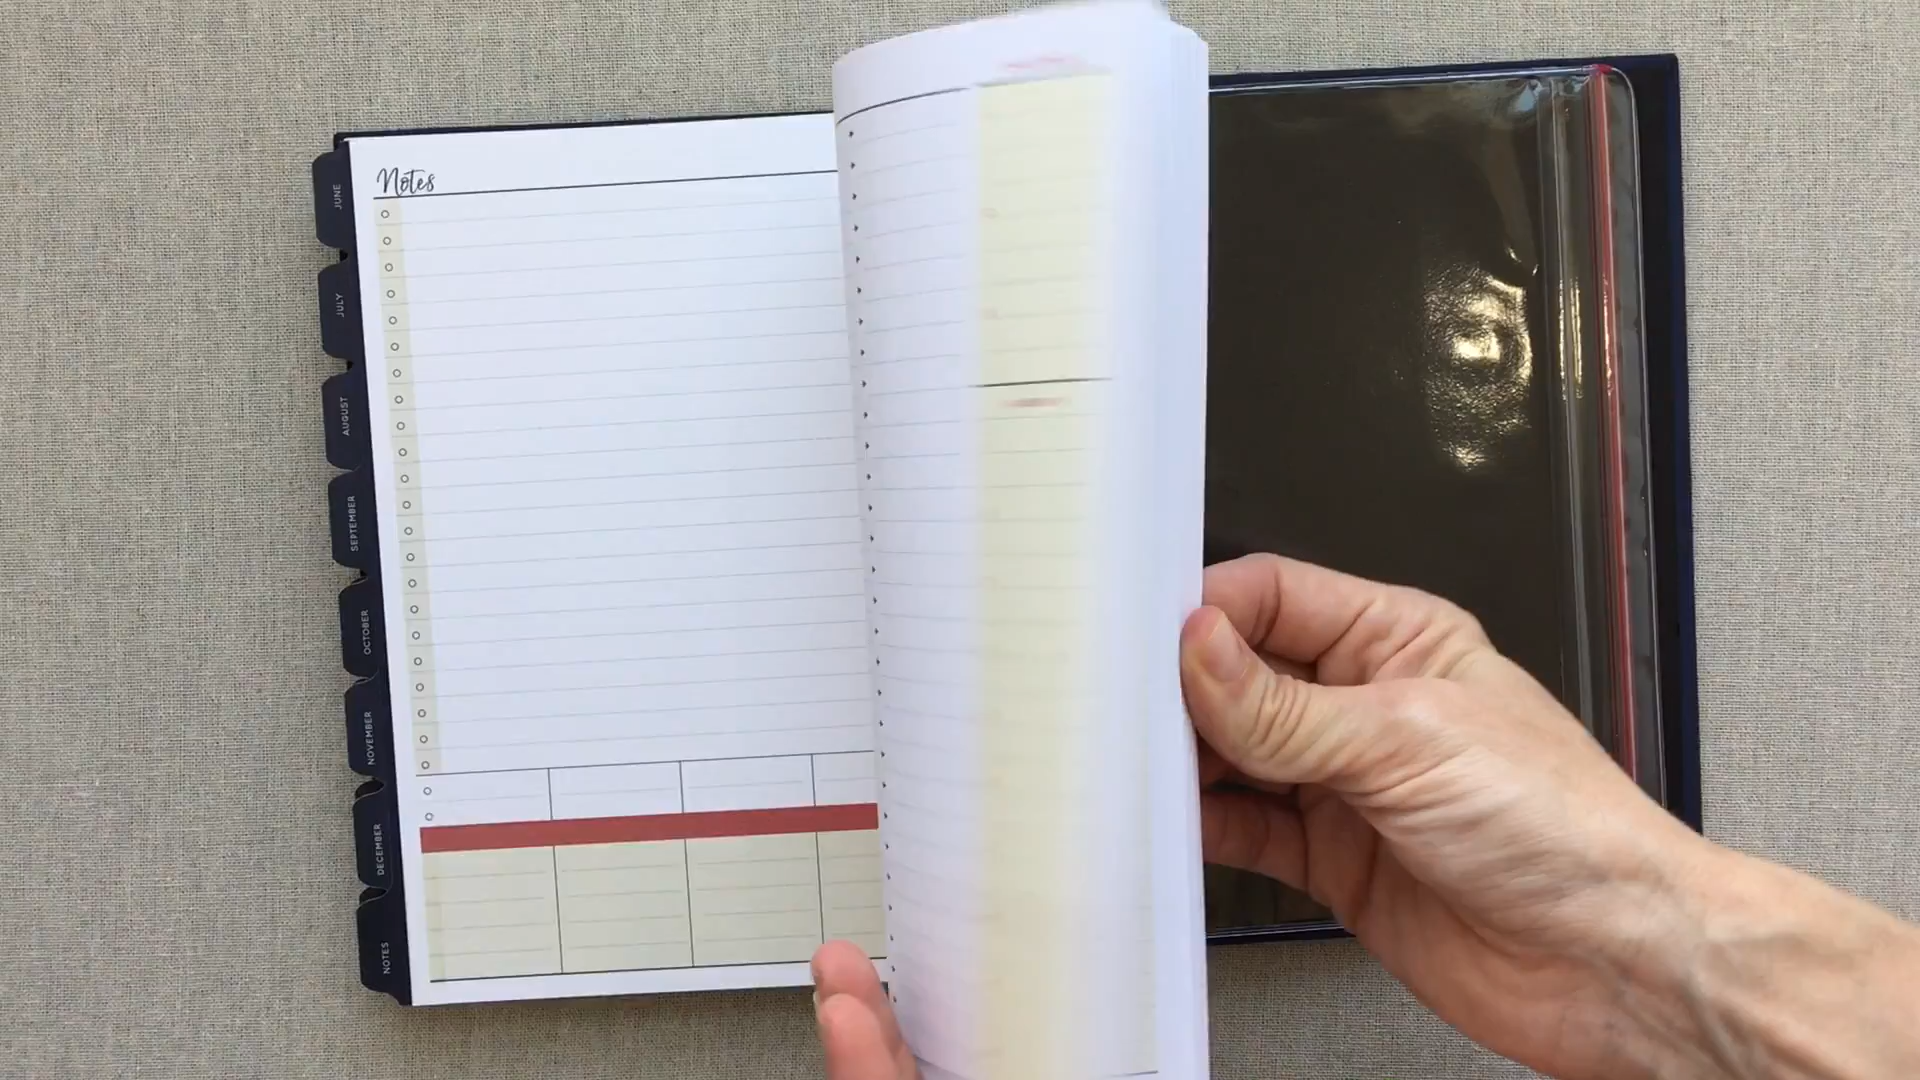 Notes
JUNE
JULY
AUGUST
SEPTEMBER
OCTOBER
NOVEMBER
DECEMBER
NOTES